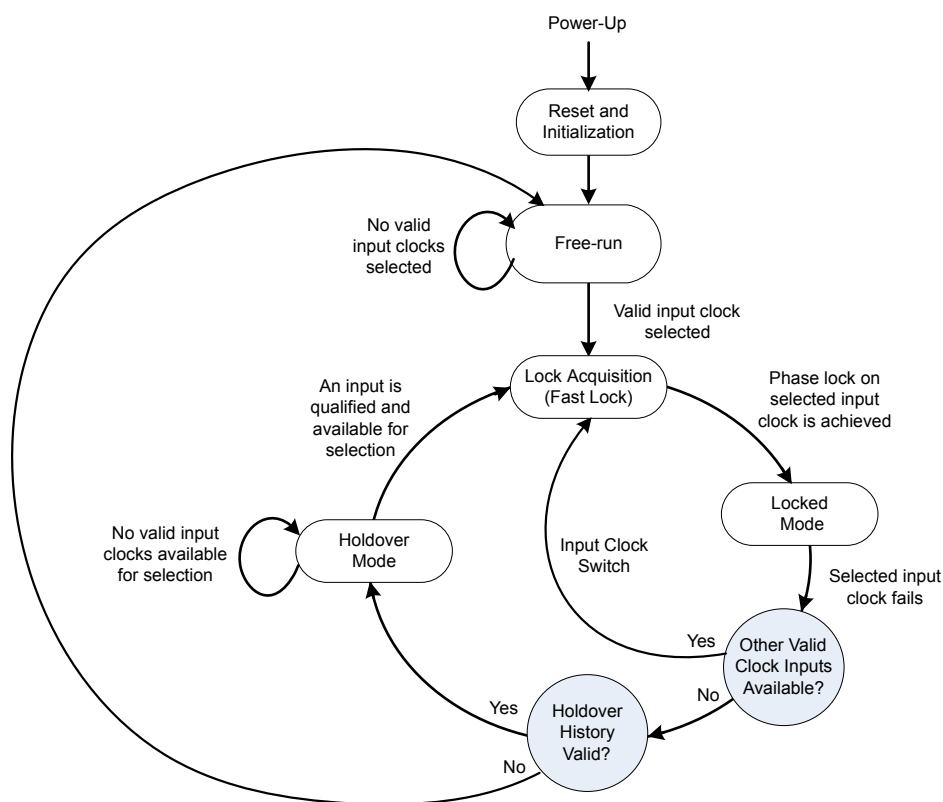 Power-Up
Reset and
Initialization
No valid
input clocks
selected
Free-run
Valid input clock
selected
An input is
qualified and
available for
selection
Lock Acquisition
(Fast Lock)
Phase lock on
selected input
clock is achieved
No valid input
clocks available
for selection
Holdover
Mode
Input Clock
Switch
Locked
Mode
Selected input
clock fails
Yes
Other Valid
Clock Inputs
Available?
No
Yes
Holdover
History
Valid?
No